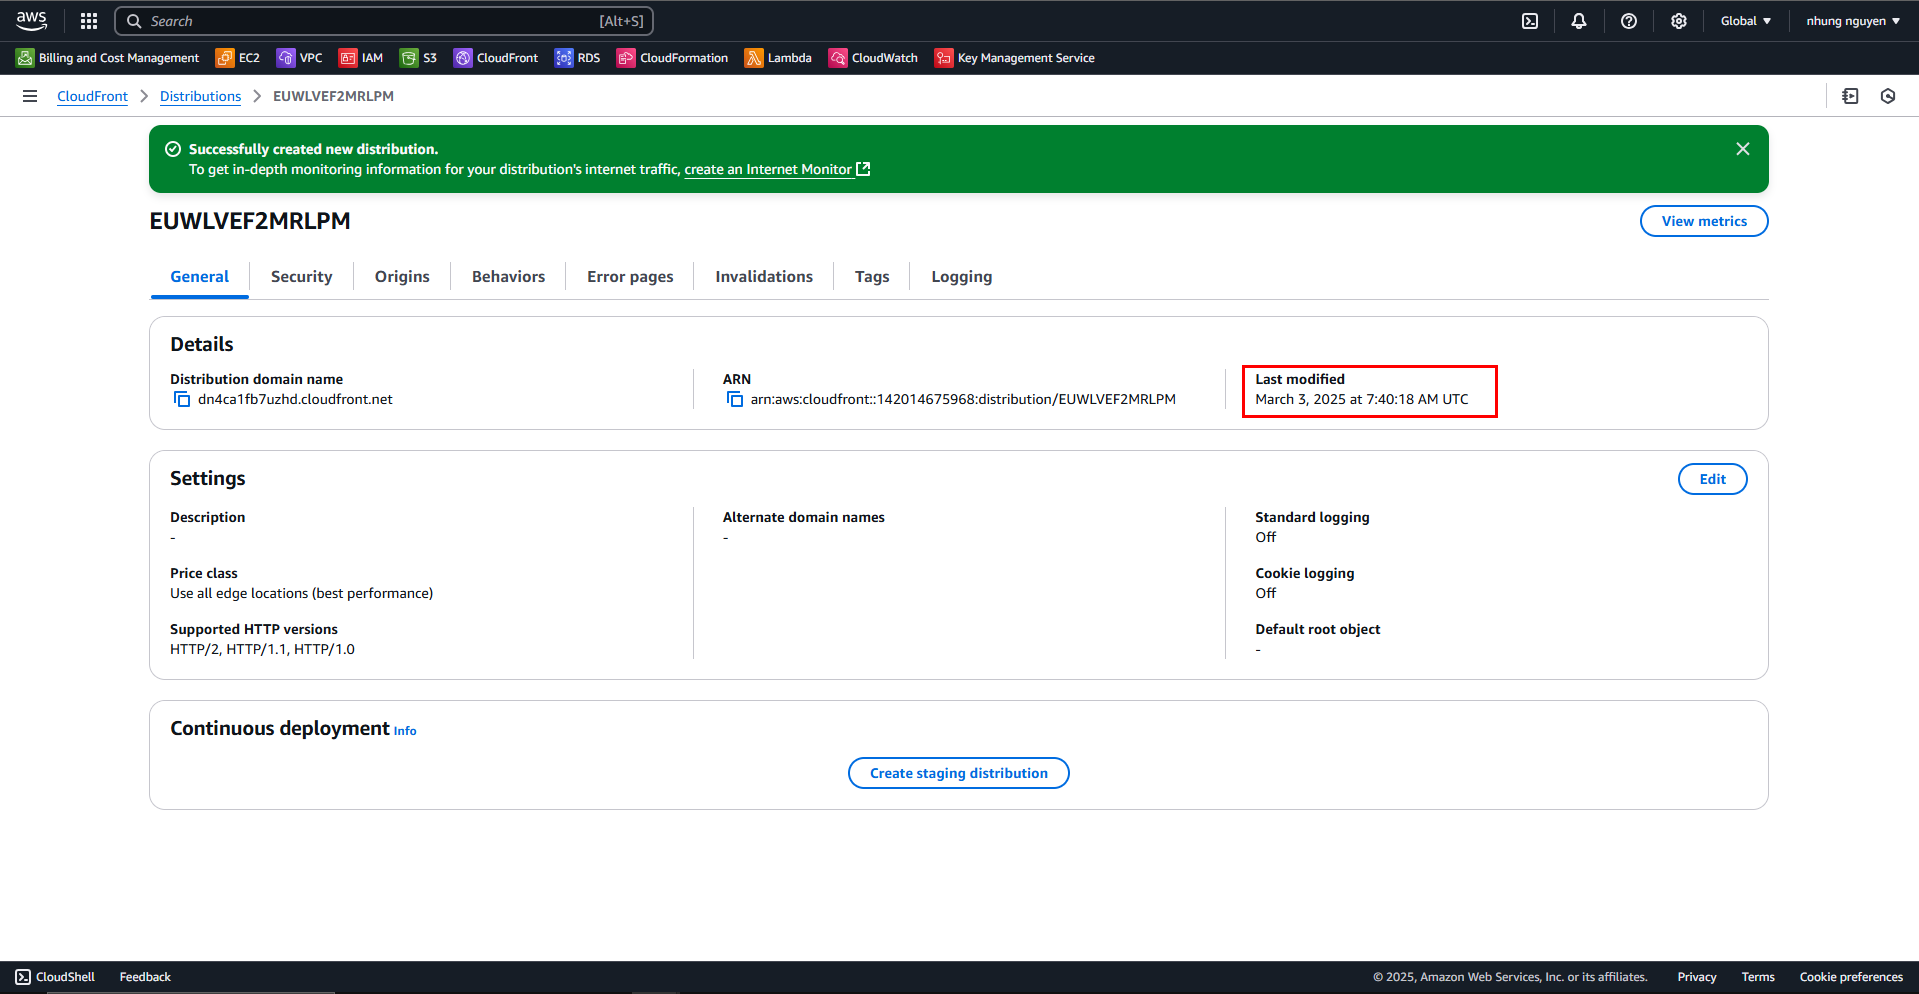 aws
Search [Alt+S]
Global
nhung nguyen
Billing and Cost Management EC2 VPC IAM S3 CloudFront RDS CloudFormation Lambda CloudWatch Key Management Service
CloudFront Distributions EUWLVEF2MRLPM
Successfully created new distribution.
To get in-depth monitoring information for your distribution's internet traffic, create an Internet Monitor
EUWLVEF2MRLPM
View metrics
General Security Origins Behaviors Error pages Invalidations Tags Logging
Details
Distribution domain name
dn4ca1fb7uzhd.cloudfront.net
ARN
arn:aws:cloudfront::142014675968:distribution/EUWLVEF2MRLPM
Last modified
March 3, 2025 at 7:40:18 AM UTC
Settings
Edit
Description
-
Price class
Use all edge locations (best performance)
Supported HTTP versions
HTTP/2, HTTP/1.1, HTTP/1.0
Alternate domain names
-
Standard logging
Off
Cookie logging
Off
Default root object
-
Continuous deployment Info
Create staging distribution
CloudShell Feedback
© 2025, Amazon Web Services, Inc. or its affiliates. Privacy Terms Cookie preferences